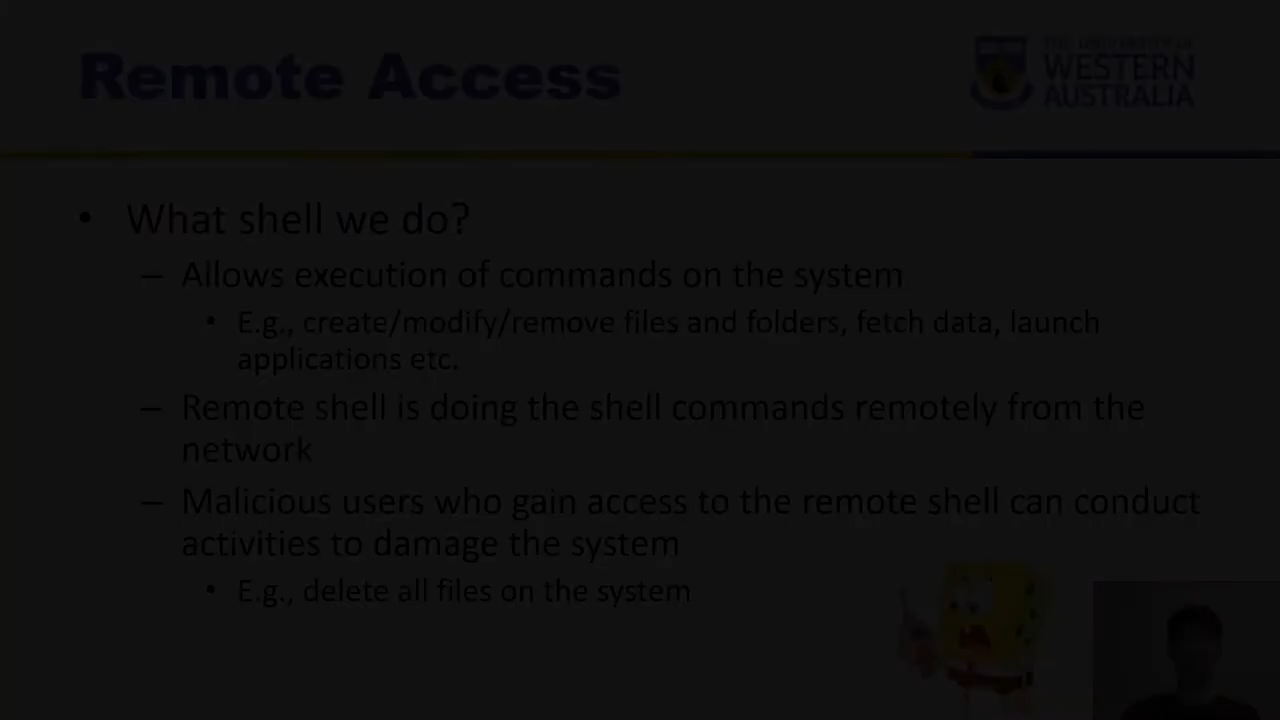 Remote Access
THE UNIVERSITY OF
WESTERN
AUSTRALIA
• What shell we do?
– Allows execution of commands on the system
• E.g., create/modify/remove files and folders, fetch data, launch
applications etc.
– Remote shell is doing the shell commands remotely from the
network
– Malicious users who gain access to the remote shell can conduct
activities to damage the system
• E.g., delete all files on the system